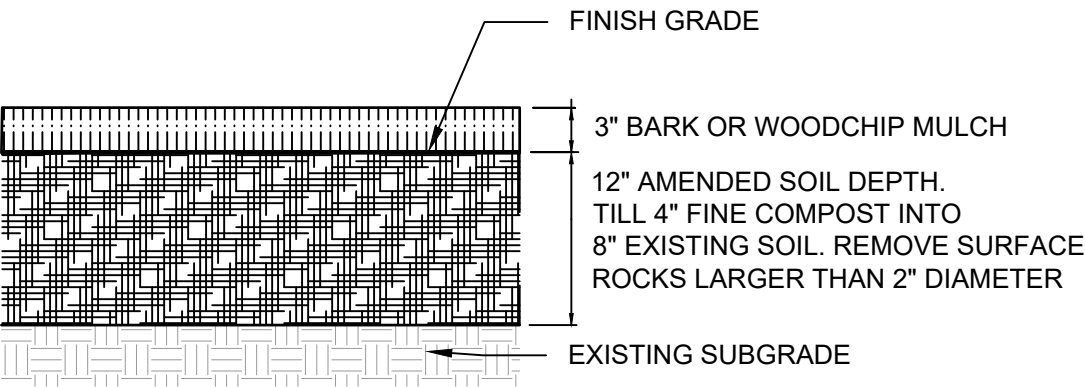 FINISH GRADE
3" BARK OR WOODCHIP MULCH
12" AMENDED SOIL DEPTH.
TILL 4" FINE COMPOST INTO
8" EXISTING SOIL. REMOVE SURFACE
ROCKS LARGER THAN 2" DIAMETER
EXISTING SUBGRADE